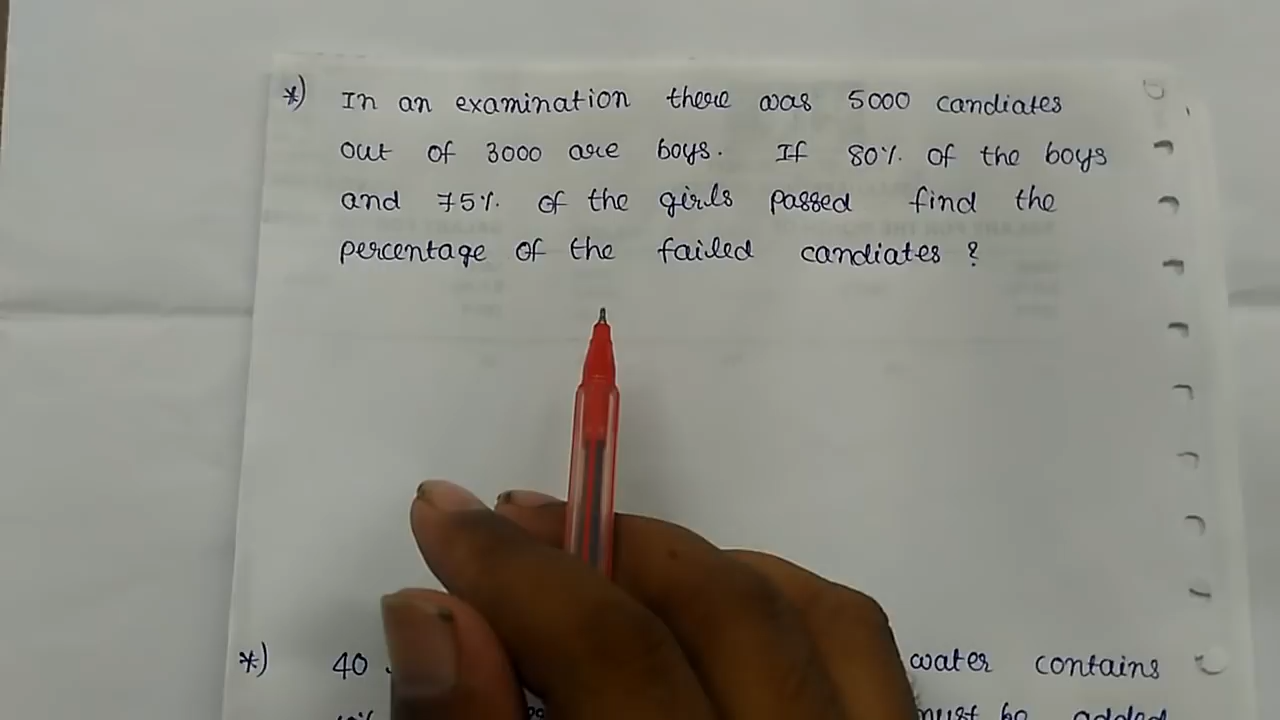 *) In an examination there was 5000 candiates
out of 3000 are boys. If 80% of the boys
and 75% of the girls passed find the
percentage of the failed candiates ?
*) 40 water contains
must be added